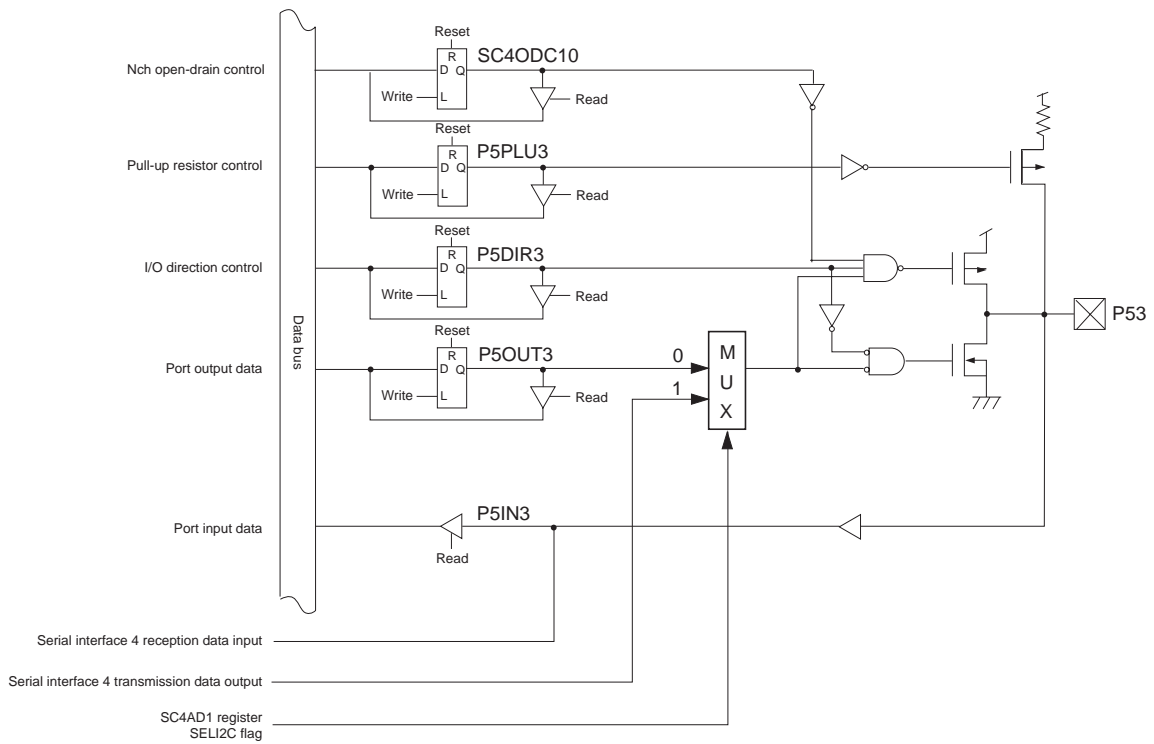 Reset
Nch open-drain control
R
D Q
L
SC4ODC10
Write
Read
Reset
Pull-up resistor control
R
D Q
L
P5PLU3
Write
Read
Reset
I/O direction control
R
D Q
L
P5DIR3
Write
Read
Data bus
P53
Reset
Port output data
R
D Q
L
P5OUT3
Write
Read
0
1
M
U
X
Port input data
P5IN3
Read
Serial interface 4 reception data input
Serial interface 4 transmission data output
SC4AD1 register
SELI2C flag